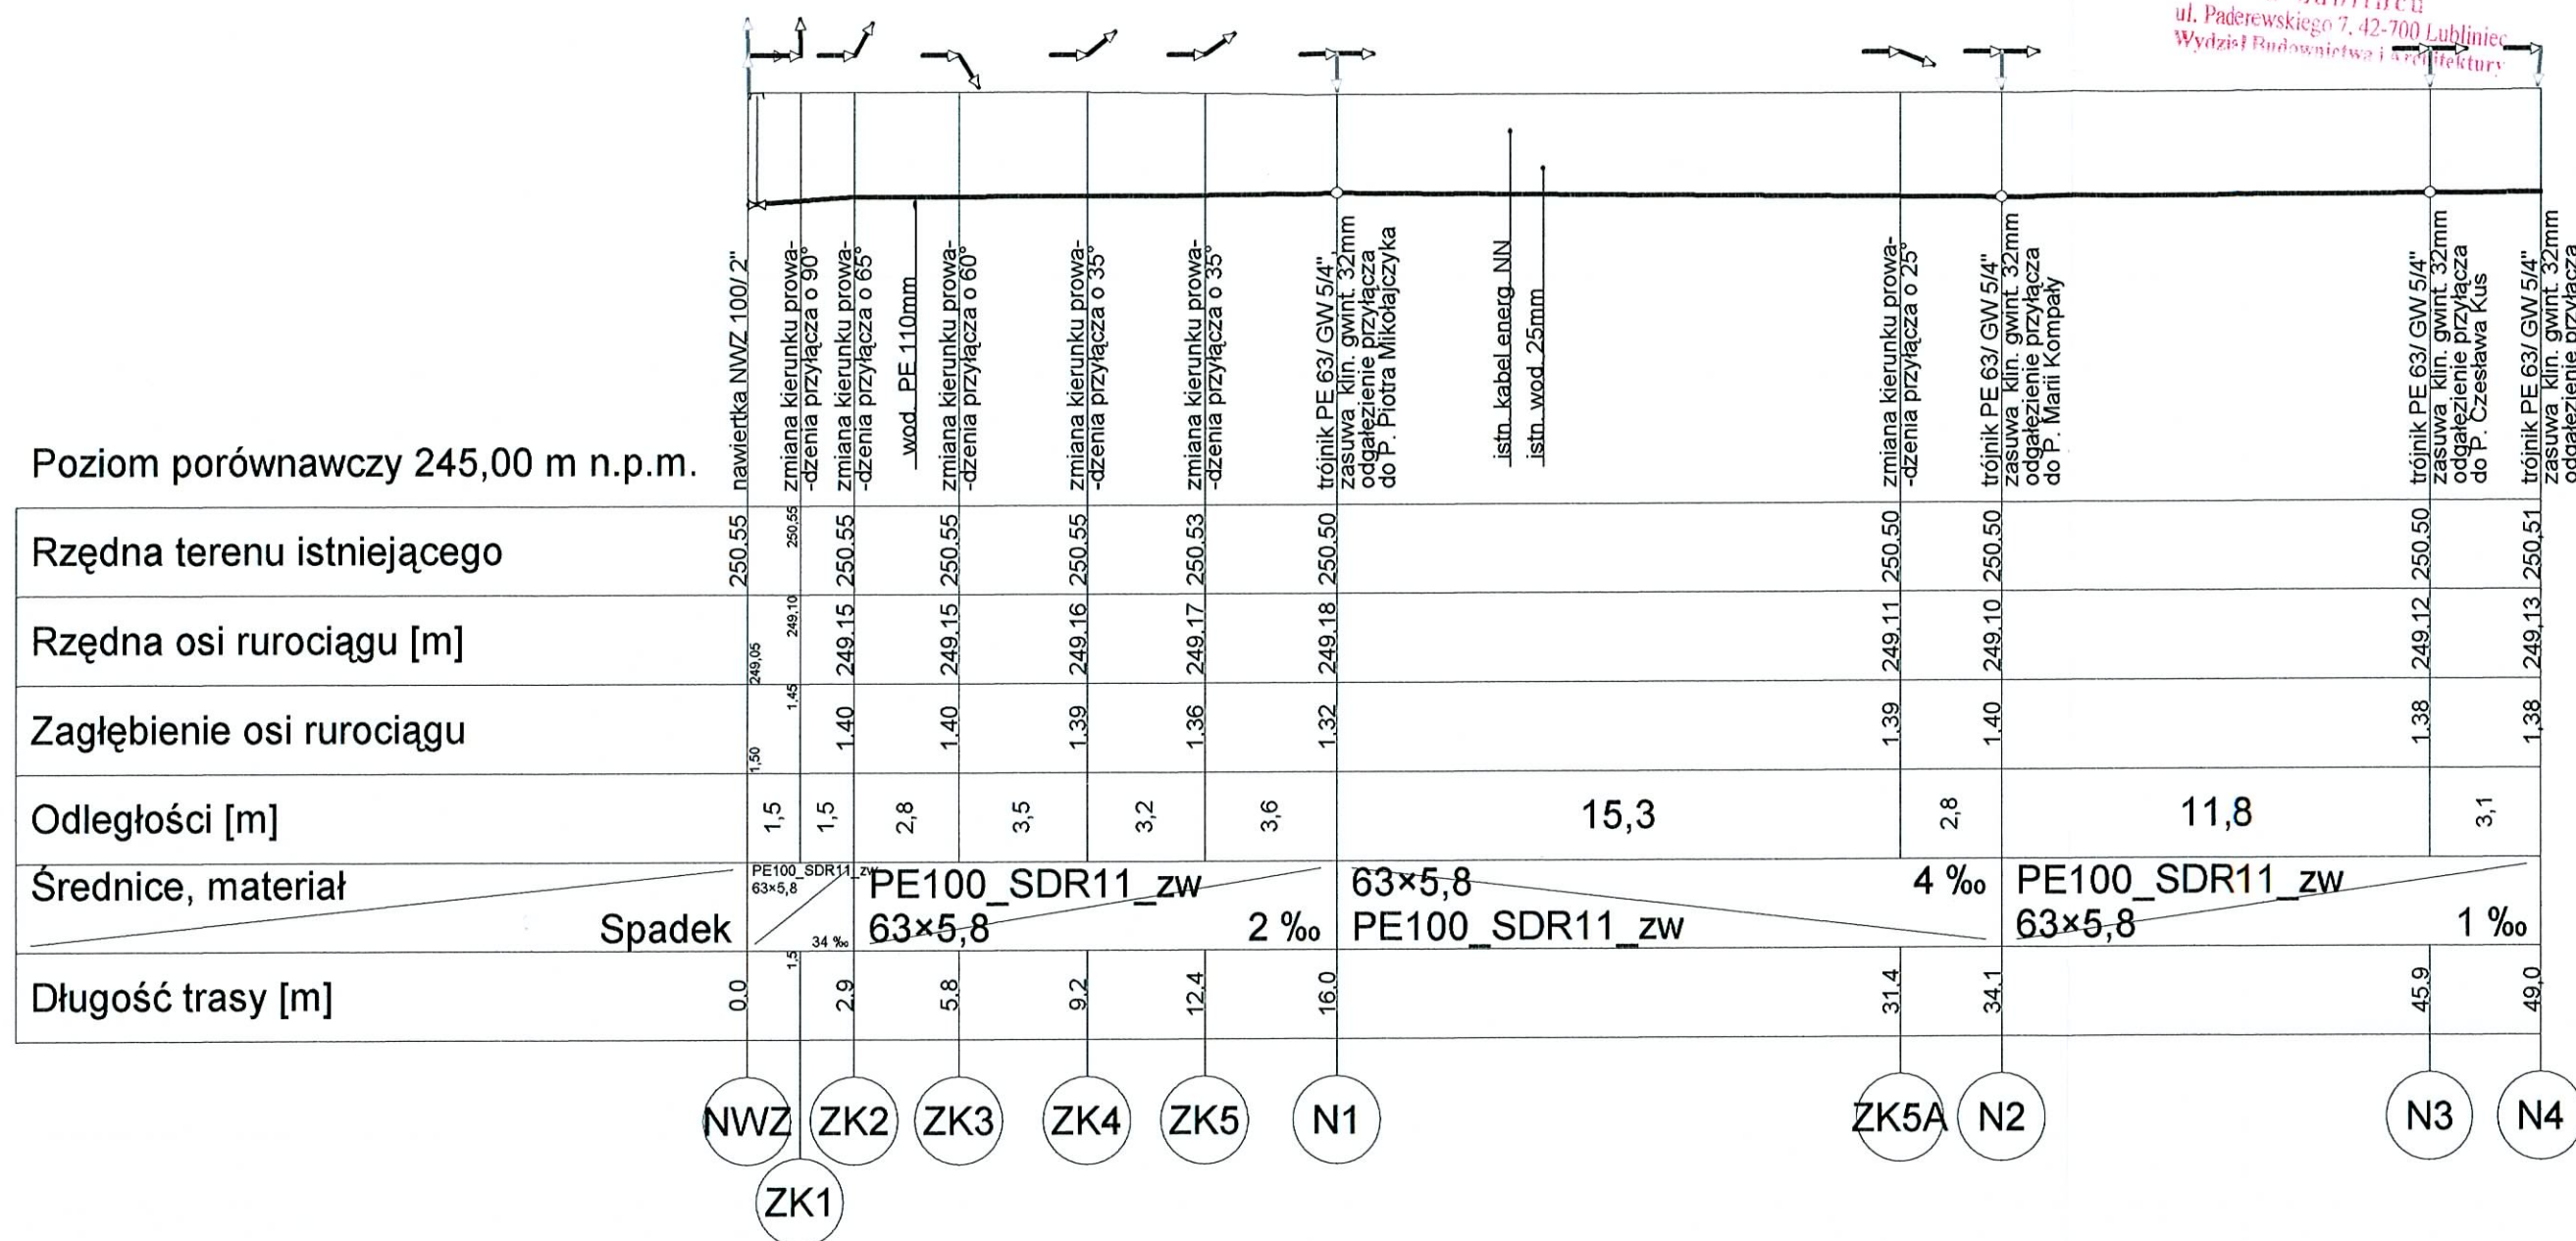 ul. Paderewskiego 7, 42-700 Lubliniec
Wydział Budownictwa i Architektury
nawiertka NWZ 100/ 2"
zmiana kierunku prowa-
-dzenia przyłącza o 90°
zmiana kierunku prowa-
-dzenia przyłącza o 65°
wod. PE 110mm
zmiana kierunku prowa-
-dzenia przyłącza o 60°
zmiana kierunku prowa-
-dzenia przyłącza o 35°
zmiana kierunku prowa-
-dzenia przyłącza o 35°
trójnik PE 63/ GW 5/4",
zasuwa klin. gwint. 32mm
odgałęzienie przyłącza
do P. Piotra Mikołajczyka
istn. kabel energ. NN
istn. wod. 25mm
zmiana kierunku prowa-
-dzenia przyłącza o 25°
trójnik PE 63/ GW 5/4"
zasuwa klin. gwint. 32mm
odgałęzienie przyłącza
do P. Marii Kompały
trójnik PE 63/ GW 5/4"
zasuwa klin. gwint. 32mm
odgałęzienie przyłącza
do P. Czesława Kus
trójnik PE 63/ GW 5/4"
zasuwa klin. gwint. 32mm
odgałęzienie przyłącza
Poziom porównawczy 245,00 m n.p.m.
Rzędna terenu istniejącego
250.55 250,55 250.55 250.55 250.55 250.53 250.50 250.50 250.50 250.50 250,51
Rzędna osi rurociągu [m]
249,05 249,10 249.15 249.15 249.16 249.17 249.18 249.11 249.10 249.12 249,13
Zagłębienie osi rurociągu
1,50 1.45 1.40 1.40 1.39 1.36 1.32 1.39 1.40 1.38 1,38
Odległości [m]
1,5 1,5 2,8 3,5 3,2 3,6 15,3 2,8 11,8 3,1
Średnice, materiał
Spadek
PE100_SDR11_zw
63×5,8
34 ‰
PE100_SDR11_zw
63×5,8
2 ‰
63×5,8
4 ‰
PE100_SDR11_zw
PE100_SDR11_zw
63×5,8
1 ‰
Długość trasy [m]
0.0 1.5 2.9 5.8 9.2 12.4 16.0 31.4 34.1 45.9 49,0
NWZ ZK2 ZK3 ZK4 ZK5 N1 ZK5A N2 N3 N4
ZK1